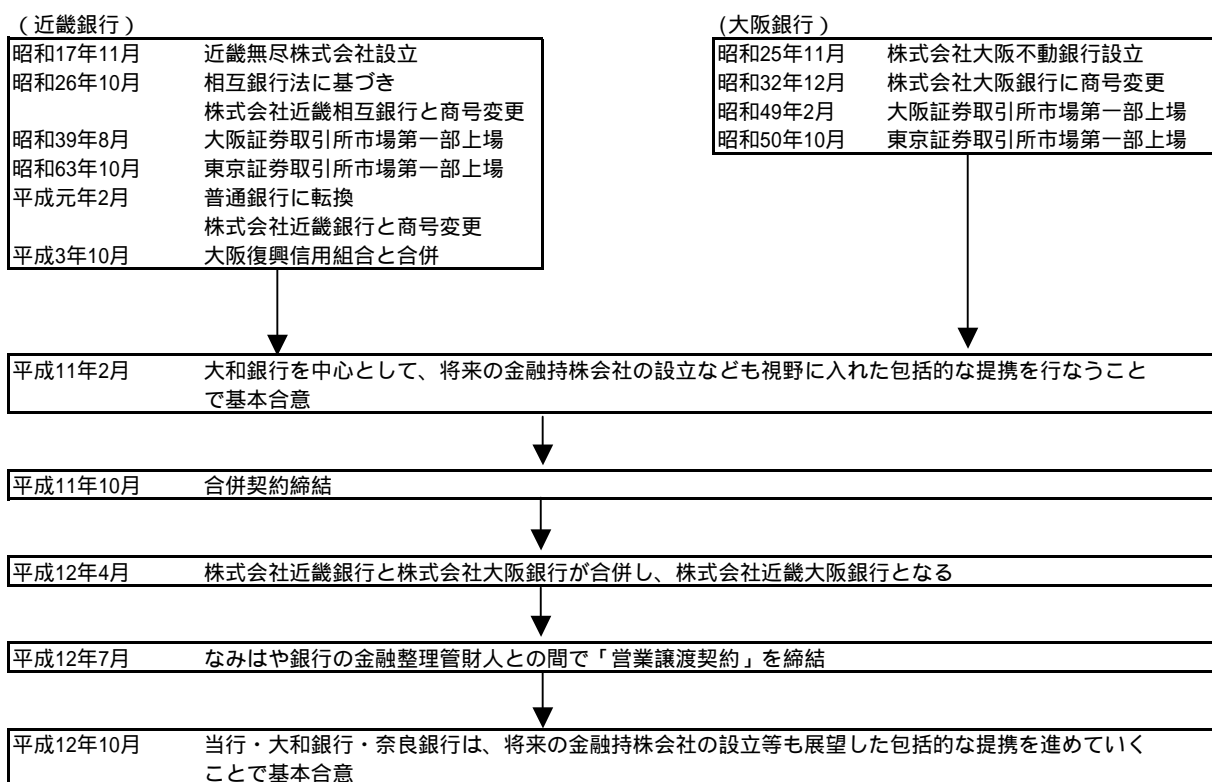 （近畿銀行）
昭和17年11月 近畿無尽株式会社設立
昭和26年10月 相互銀行法に基づき
株式会社近畿相互銀行と商号変更
昭和39年8月 大阪証券取引所市場第一部上場
昭和63年10月 東京証券取引所市場第一部上場
平成元年2月 普通銀行に転換
株式会社近畿銀行と商号変更
平成3年10月 大阪復興信用組合と合併
(大阪銀行）
昭和25年11月 株式会社大阪不動銀行設立
昭和32年12月 株式会社大阪銀行に商号変更
昭和49年2月 大阪証券取引所市場第一部上場
昭和50年10月 東京証券取引所市場第一部上場
平成11年2月 大和銀行を中心として、将来の金融持株会社の設立なども視野に入れた包括的な提携を行なうこと
で基本合意
平成11年10月 合併契約締結
平成12年4月 株式会社近畿銀行と株式会社大阪銀行が合併し、株式会社近畿大阪銀行となる
平成12年7月 なみはや銀行の金融整理管財人との間で「営業譲渡契約」を締結
平成12年10月 当行・大和銀行・奈良銀行は、将来の金融持株会社の設立等も展望した包括的な提携を進めていく
ことで基本合意